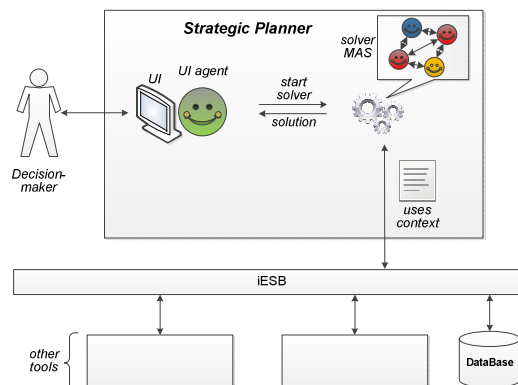 Strategic Planner
solver
MAS
UI
UI agent
start
solver
solution
Decision-
maker
uses
context
iESB
other
tools
DataBase